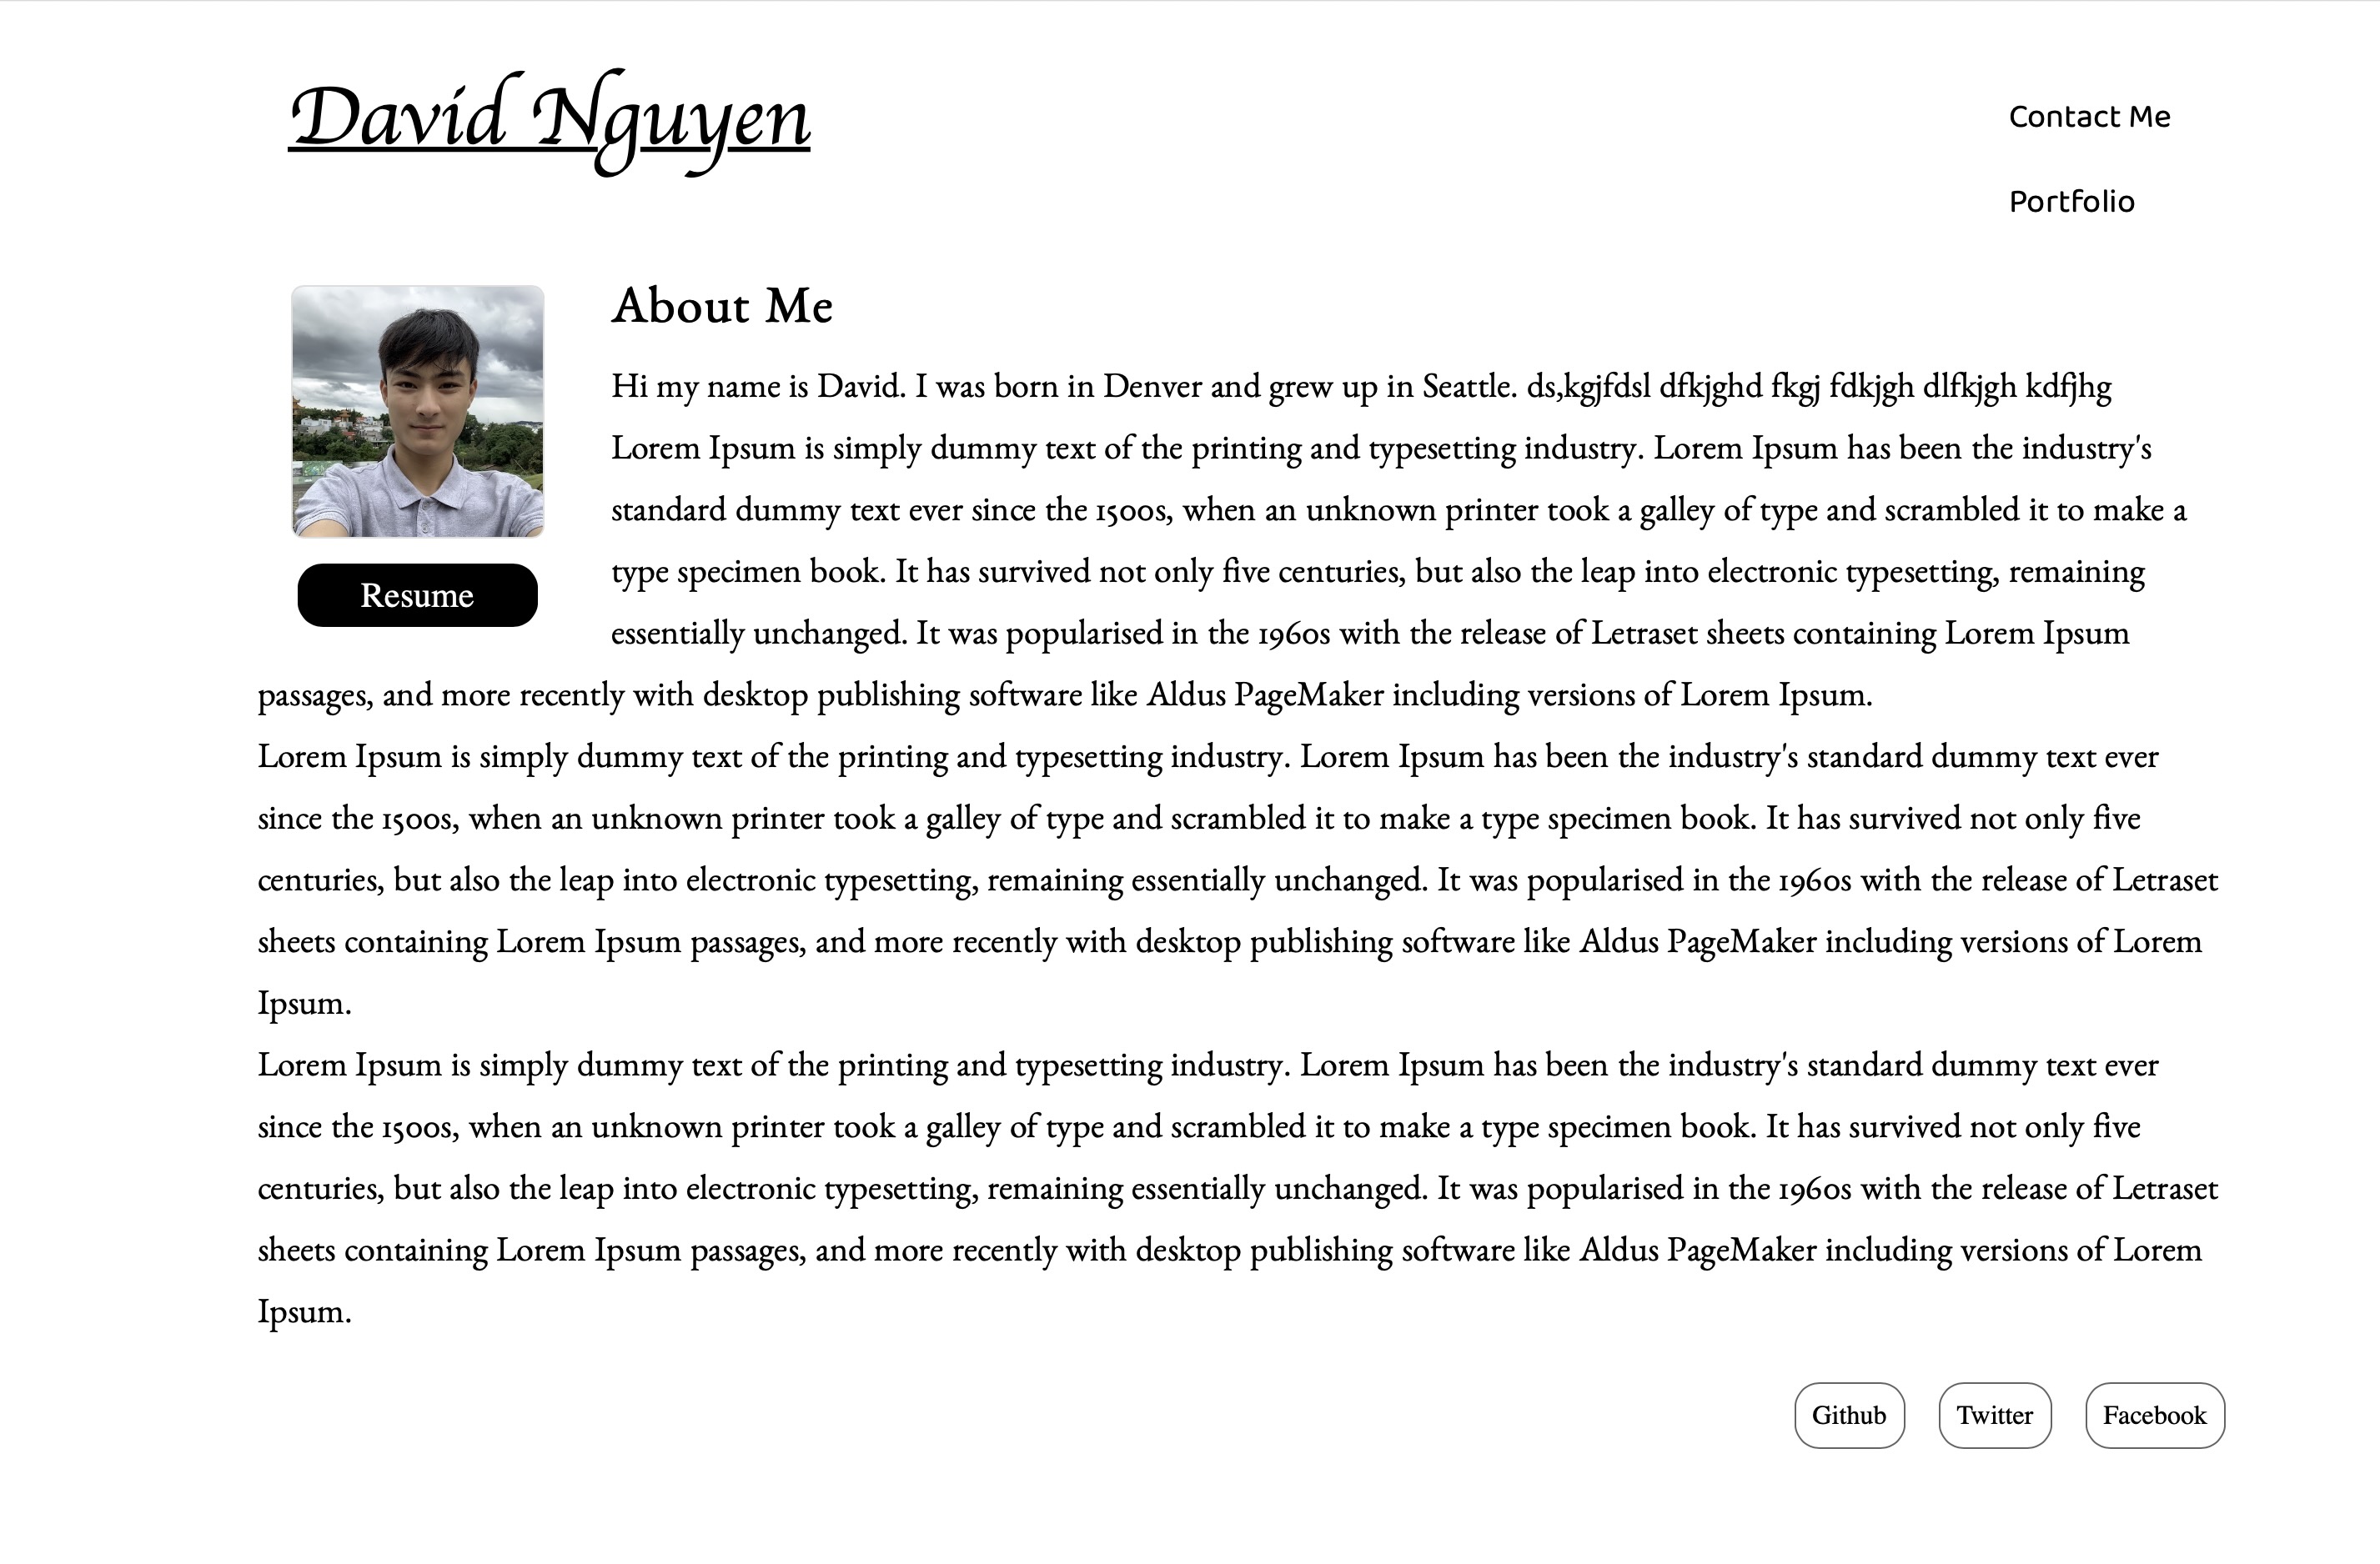 David Nguyen
Contact Me
Portfolio
About Me
Hi my name is David. I was born in Denver and grew up in Seattle. ds,kgjfdsl dfkjghd fkgj fdkjgh dlfkjgh kdfjhg
Lorem Ipsum is simply dummy text of the printing and typesetting industry. Lorem Ipsum has been the industry's
standard dummy text ever since the 1500s, when an unknown printer took a galley of type and scrambled it to make a
type specimen book. It has survived not only five centuries, but also the leap into electronic typesetting, remaining
essentially unchanged. It was popularised in the 1960s with the release of Letraset sheets containing Lorem Ipsum
Resume
passages, and more recently with desktop publishing software like Aldus PageMaker including versions of Lorem Ipsum.
Lorem Ipsum is simply dummy text of the printing and typesetting industry. Lorem Ipsum has been the industry's standard dummy text ever
since the 1500s, when an unknown printer took a galley of type and scrambled it to make a type specimen book. It has survived not only five
centuries, but also the leap into electronic typesetting, remaining essentially unchanged. It was popularised in the 1960s with the release of Letraset
sheets containing Lorem Ipsum passages, and more recently with desktop publishing software like Aldus PageMaker including versions of Lorem
Ipsum.
Lorem Ipsum is simply dummy text of the printing and typesetting industry. Lorem Ipsum has been the industry's standard dummy text ever
since the 1500s, when an unknown printer took a galley of type and scrambled it to make a type specimen book. It has survived not only five
centuries, but also the leap into electronic typesetting, remaining essentially unchanged. It was popularised in the 1960s with the release of Letraset
sheets containing Lorem Ipsum passages, and more recently with desktop publishing software like Aldus PageMaker including versions of Lorem
Ipsum.
Github
Twitter
Facebook